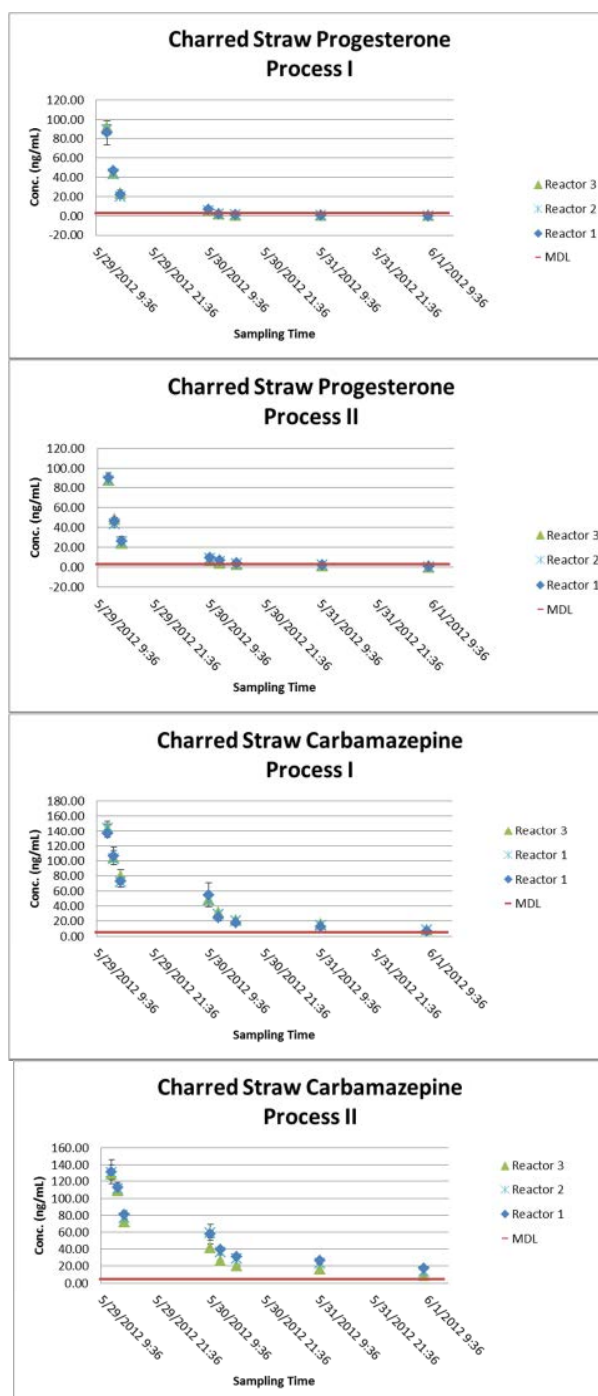 Charred Straw Progesterone
Process I
120.00
100.00
80.00
60.00
40.00
20.00
0.00
-20.00
Conc. (ng/mL)
5/29/2012 9:36
5/29/2012 21:36
5/30/2012 9:36
5/30/2012 21:36
5/31/2012 9:36
5/31/2012 21:36
6/1/2012 9:36
Sampling Time
Reactor 3
Reactor 2
Reactor 1
MDL
Charred Straw Progesterone
Process II
120.00
100.00
80.00
60.00
40.00
20.00
0.00
-20.00
Conc. (ng/mL)
5/29/2012 9:36
5/29/2012 21:36
5/30/2012 9:36
5/30/2012 21:36
5/31/2012 9:36
5/31/2012 21:36
6/1/2012 9:36
Sampling Time
Reactor 3
Reactor 2
Reactor 1
MDL
Charred Straw Carbamazepine
Process I
180.00
160.00
140.00
120.00
100.00
80.00
60.00
40.00
20.00
0.00
Conc. (ng/mL)
5/29/2012 9:36
5/29/2012 21:36
5/30/2012 9:36
5/30/2012 21:36
5/31/2012 9:36
5/31/2012 21:36
6/1/2012 9:36
Sampling Time
Reactor 3
Reactor 1
Reactor 1
MDL
Charred Straw Carbamazepine
Process II
160.00
140.00
120.00
100.00
80.00
60.00
40.00
20.00
0.00
Conc. (ng/mL)
5/29/2012 9:36
5/29/2012 21:36
5/30/2012 9:36
5/30/2012 21:36
5/31/2012 9:36
5/31/2012 21:36
6/1/2012 9:36
Sampling Time
Reactor 3
Reactor 2
Reactor 1
MDL